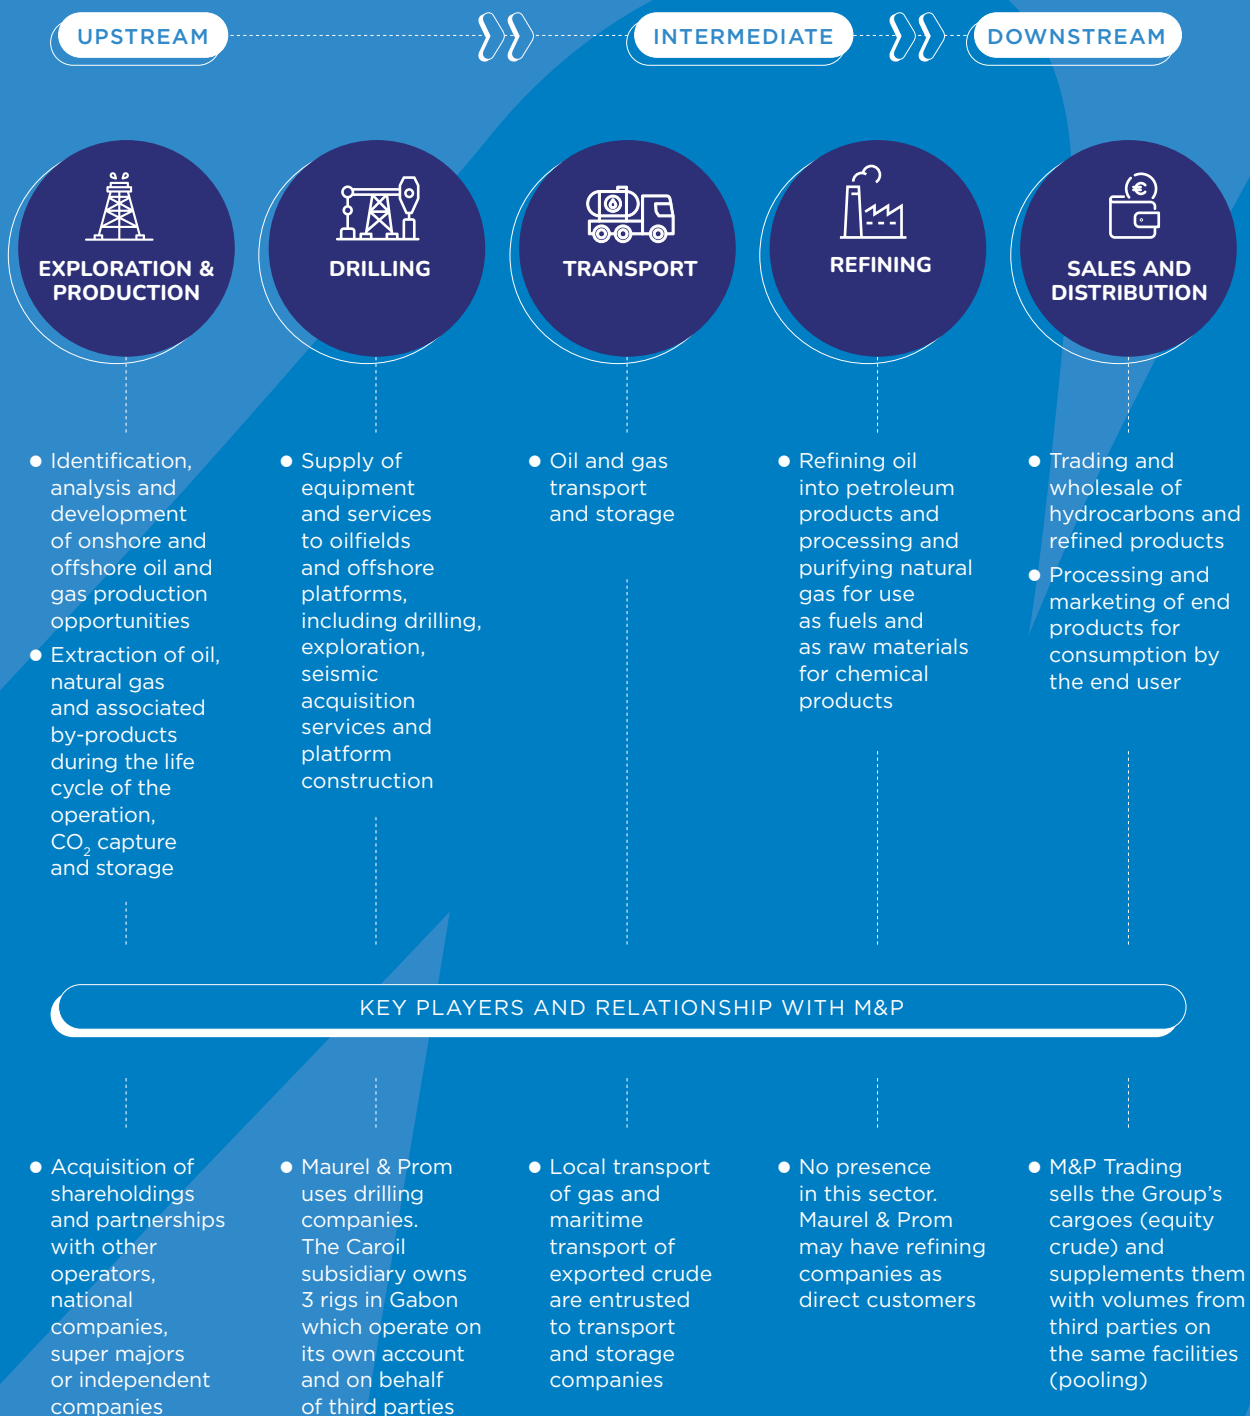 UPSTREAM
INTERMEDIATE
DOWNSTREAM
EXPLORATION &
PRODUCTION
DRILLING
TRANSPORT
REFINING
€
SALES AND
DISTRIBUTION
● Identification,
analysis and
development
of onshore and
offshore oil and
gas production
opportunities
● Extraction of oil,
natural gas
and associated
by-products
during the life
cycle of the
operation,
CO₂ capture
and storage
● Supply of
equipment
and services
to oilfields
and offshore
platforms,
including drilling,
exploration,
seismic
acquisition
services and
platform
construction
● Oil and gas
transport
and storage
● Refining oil
into petroleum
products and
processing and
purifying natural
gas for use
as fuels and
as raw materials
for chemical
products
● Trading and
wholesale of
hydrocarbons and
refined products
● Processing and
marketing of end
products for
consumption by
the end user
KEY PLAYERS AND RELATIONSHIP WITH M&P
● Acquisition of
shareholdings
and partnerships
with other
operators,
national
companies,
super majors
or independent
companies
● Maurel & Prom
uses drilling
companies.
The Caroil
subsidiary owns
3 rigs in Gabon
which operate on
its own account
and on behalf
of third parties
● Local transport
of gas and
maritime
transport of
exported crude
are entrusted
to transport
and storage
companies
● No presence
in this sector.
Maurel & Prom
may have refining
companies as
direct customers
● M&P Trading
sells the Group's
cargoes (equity
crude) and
supplements them
with volumes from
third parties on
the same facilities
(pooling)